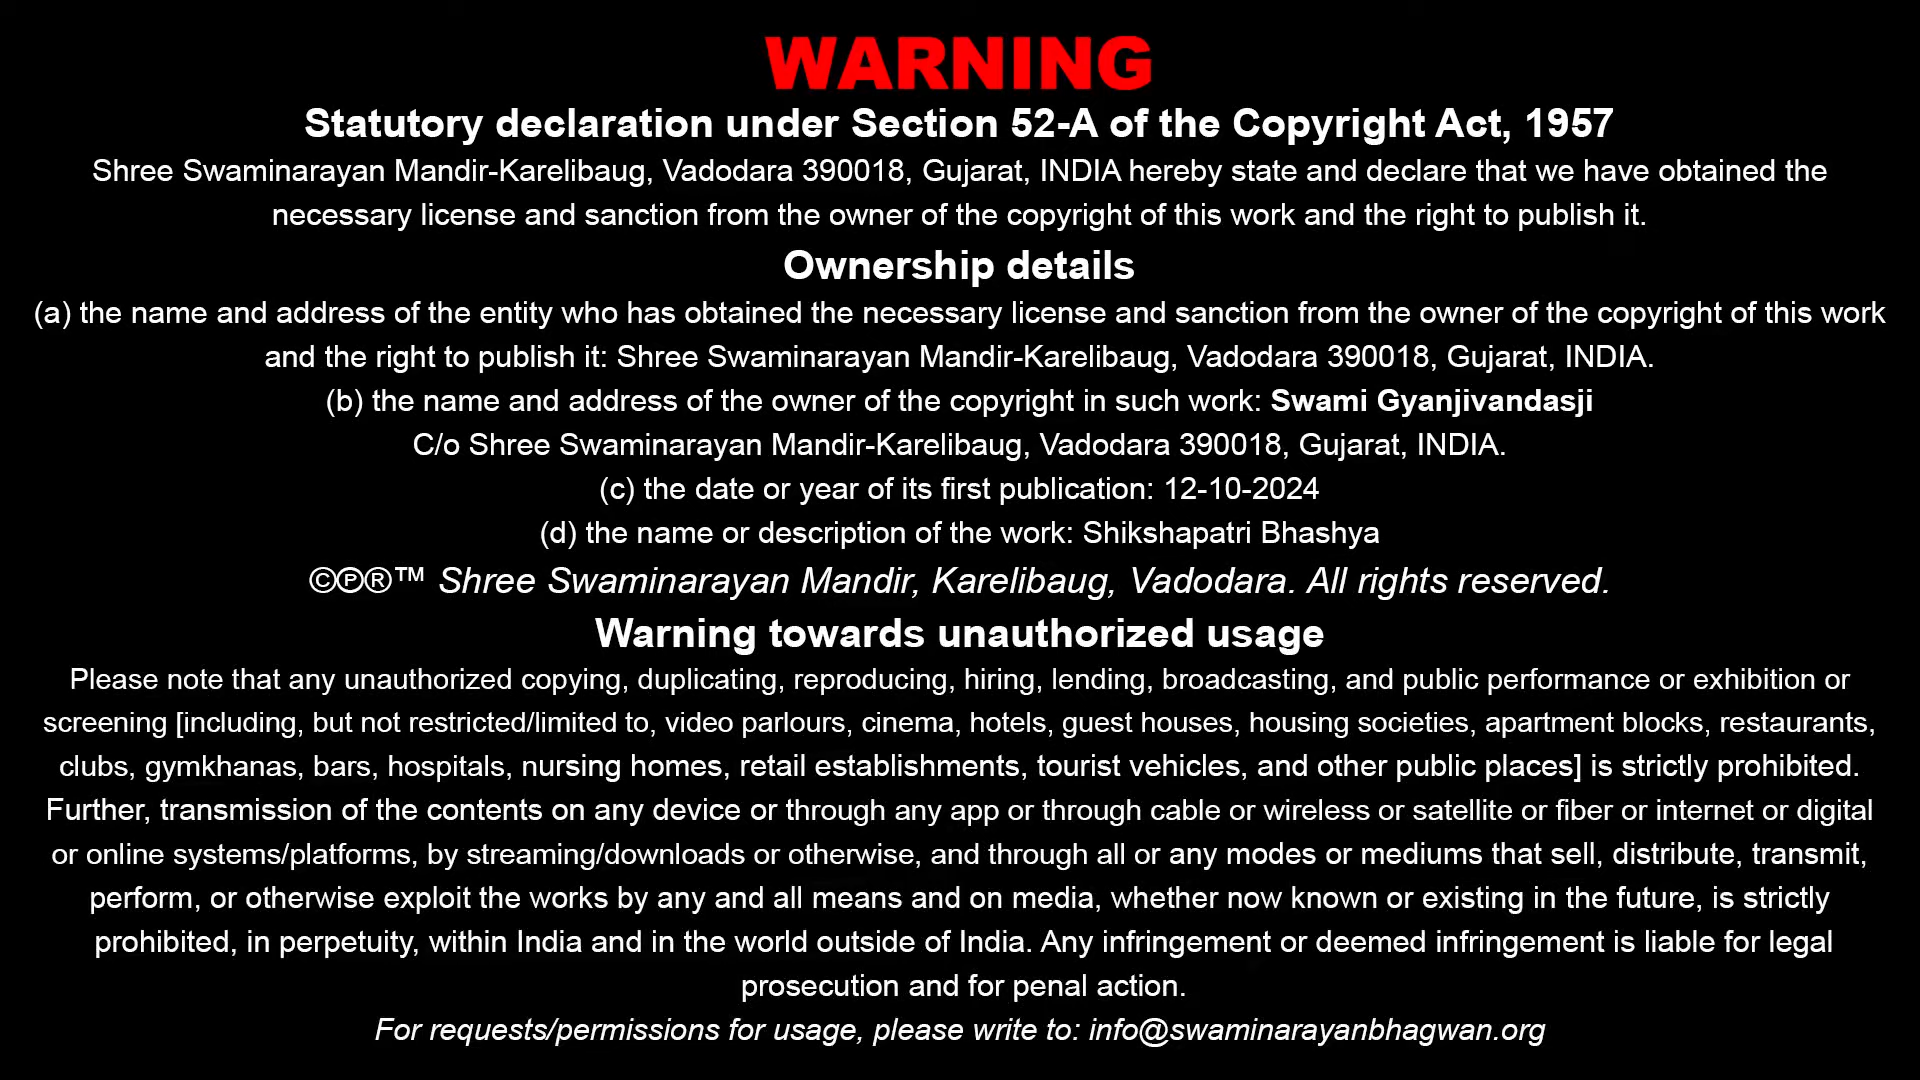 WARNING
Statutory declaration under Section 52-A of the Copyright Act, 1957
Shree Swaminarayan Mandir-Karelibaug, Vadodara 390018, Gujarat, INDIA hereby state and declare that we have obtained the
necessary license and sanction from the owner of the copyright of this work and the right to publish it.
Ownership details
(a) the name and address of the entity who has obtained the necessary license and sanction from the owner of the copyright of this work
and the right to publish it: Shree Swaminarayan Mandir-Karelibaug, Vadodara 390018, Gujarat, INDIA.
(b) the name and address of the owner of the copyright in such work: Swami Gyanjivandasji
C/o Shree Swaminarayan Mandir-Karelibaug, Vadodara 390018, Gujarat, INDIA.
(c) the date or year of its first publication: 12-10-2024
(d) the name or description of the work: Shikshapatri Bhashya
©℗®™ Shree Swaminarayan Mandir, Karelibaug, Vadodara. All rights reserved.
Warning towards unauthorized usage
Please note that any unauthorized copying, duplicating, reproducing, hiring, lending, broadcasting, and public performance or exhibition or
screening [including, but not restricted/limited to, video parlours, cinema, hotels, guest houses, housing societies, apartment blocks, restaurants,
clubs, gymkhanas, bars, hospitals, nursing homes, retail establishments, tourist vehicles, and other public places] is strictly prohibited.
Further, transmission of the contents on any device or through any app or through cable or wireless or satellite or fiber or internet or digital
or online systems/platforms, by streaming/downloads or otherwise, and through all or any modes or mediums that sell, distribute, transmit,
perform, or otherwise exploit the works by any and all means and on media, whether now known or existing in the future, is strictly
prohibited, in perpetuity, within India and in the world outside of India. Any infringement or deemed infringement is liable for legal
prosecution and for penal action.
For requests/permissions for usage, please write to: info@swaminarayanbhagwan.org